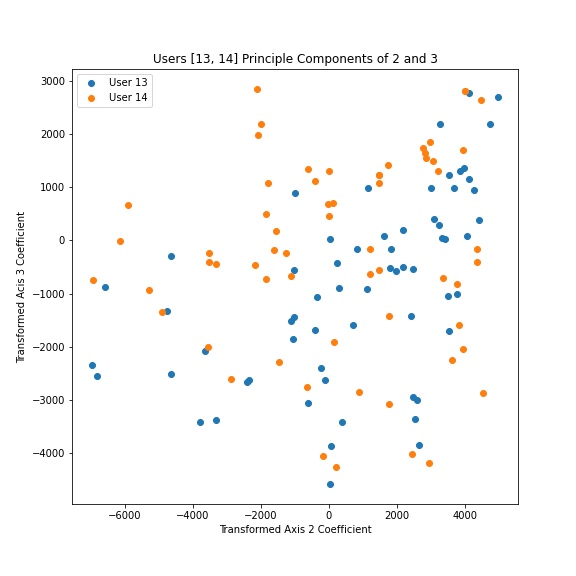 Users [13, 14] Principle Components of 2 and 3
User 13
User 14
3000
2000
1000
0
−1000
−2000
−3000
−4000
Transformed Acis 3 Coefficient
−6000 −4000 −2000 0 2000 4000
Transformed Axis 2 Coefficient